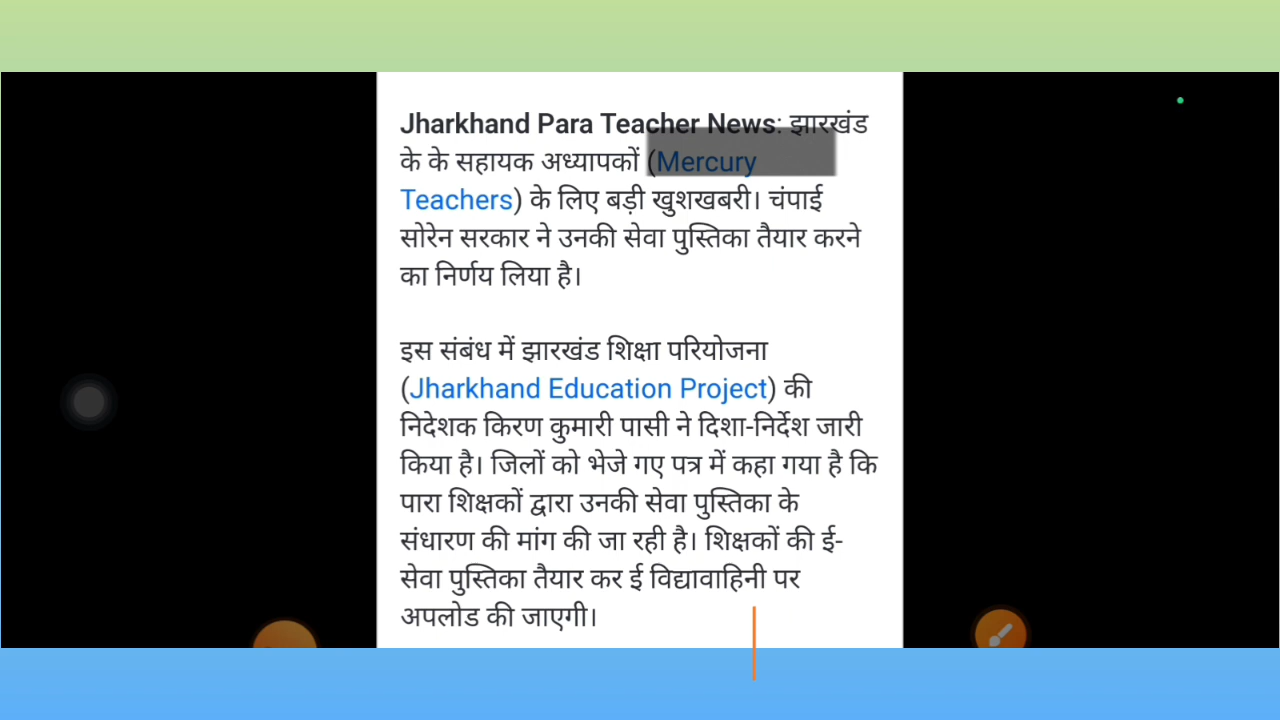 Jharkhand Para Teacher News: झारखंड
के के सहायक अध्यापकों (Mercury
Teachers) के लिए बड़ी खुशखबरी। चंपाई
सोरेन सरकार ने उनकी सेवा पुस्तिका तैयार करने
का निर्णय लिया है।
इस संबंध में झारखंड शिक्षा परियोजना
(Jharkhand Education Project) की
निदेशक किरण कुमारी पासी ने दिशा-निर्देश जारी
किया है। जिलों को भेजे गए पत्र में कहा गया है कि
पारा शिक्षकों द्वारा उनकी सेवा पुस्तिका के
संधारण की मांग की जा रही है। शिक्षकों की ई-
सेवा पुस्तिका तैयार कर ई विद्यावाहिनी पर
अपलोड की जाएगी।